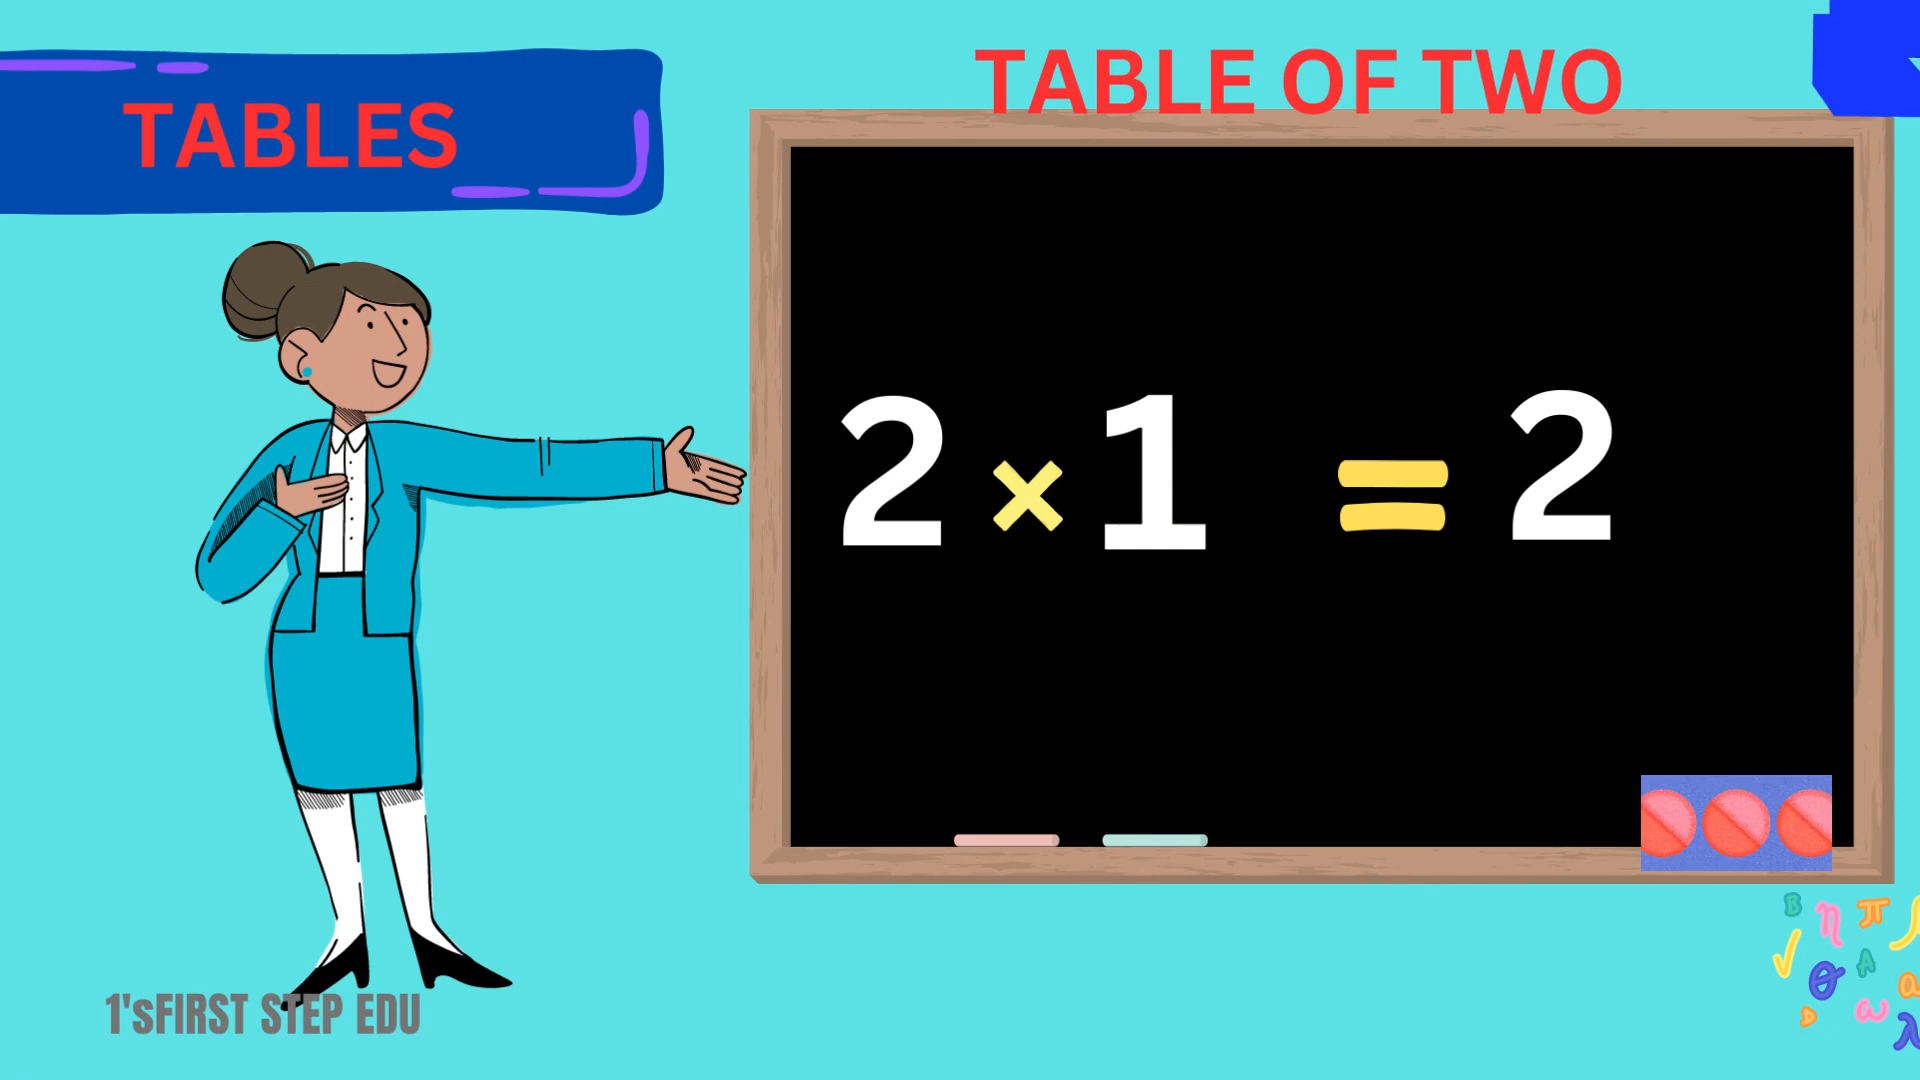 TABLES
TABLE OF TWO
2 × 1 = 2
1'sFIRST STEP EDU
B η π
√ θ A a
D ω λ